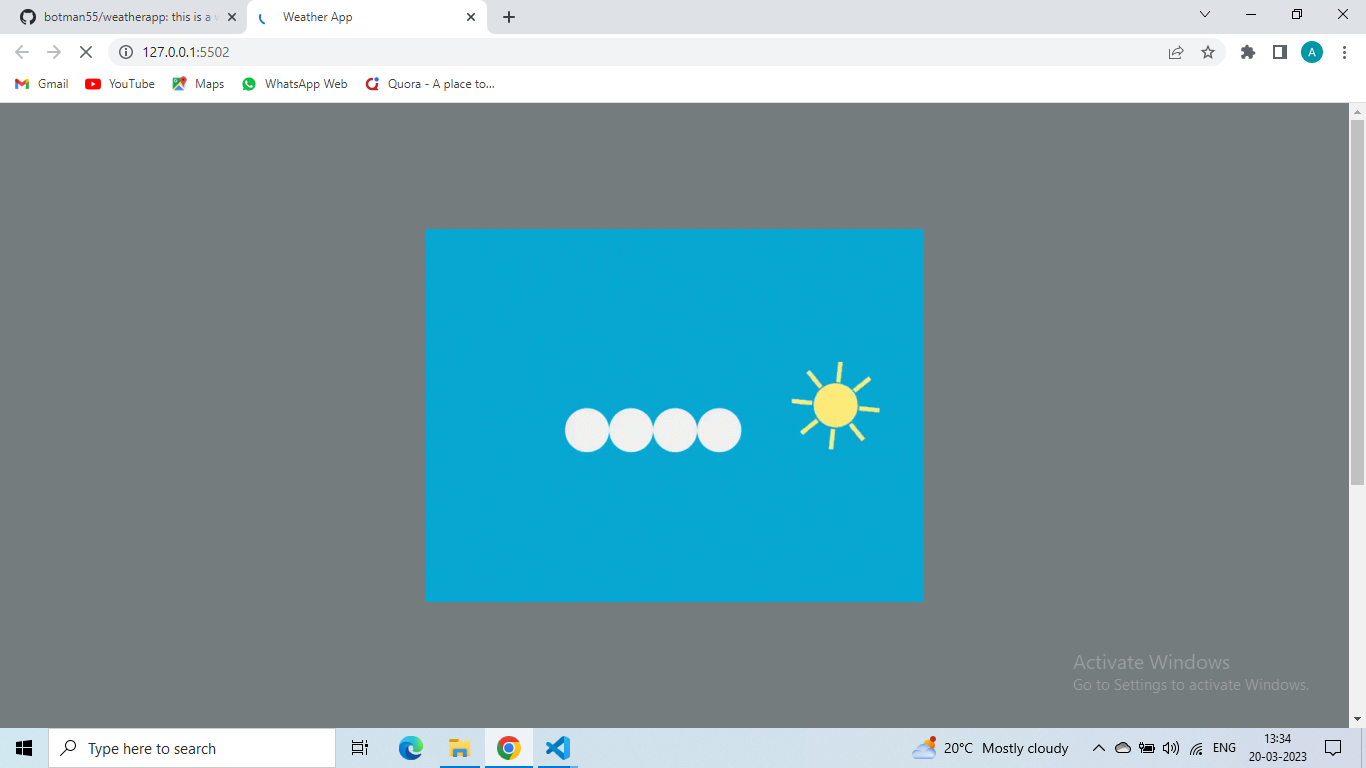 botman55/weatherapp: this is a
Weather App
127.0.0.1:5502
A
Gmail
YouTube
Maps
WhatsApp Web
Quora - A place to...
Activate Windows
Go to Settings to activate Windows.
Type here to search
20°C Mostly cloudy
ENG
13:34
20-03-2023